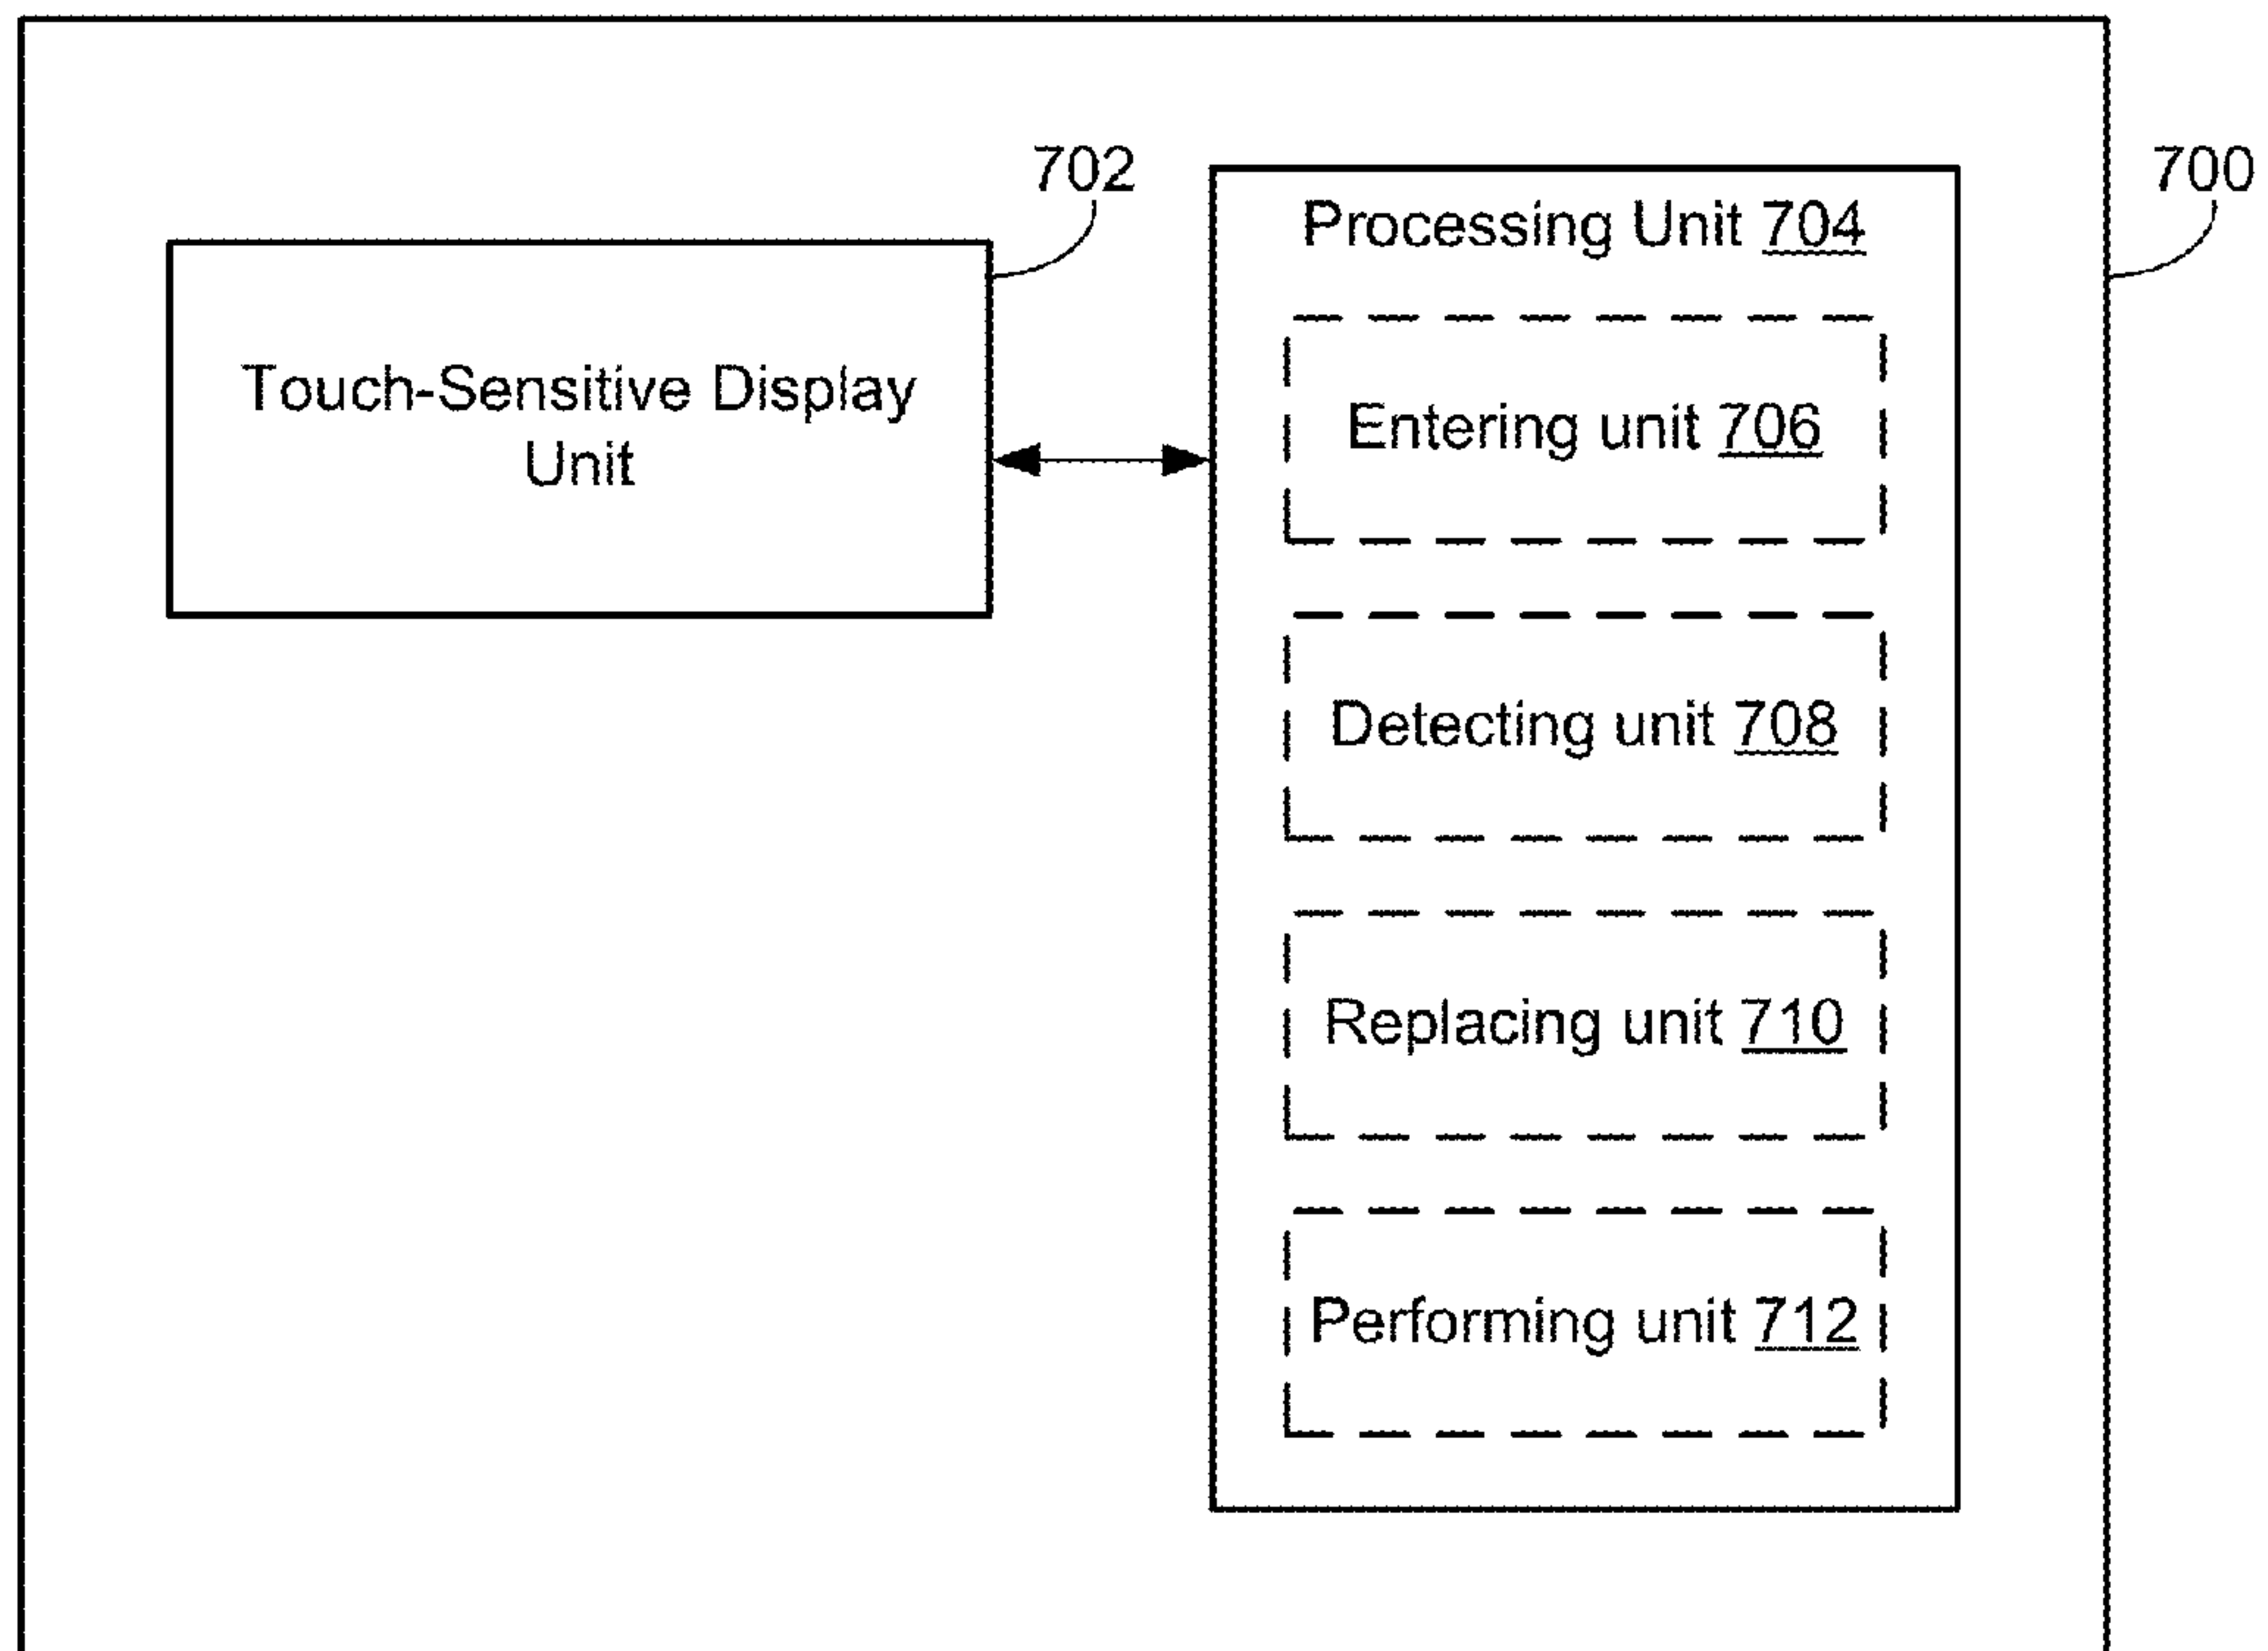 702
700
Processing Unit 704
Touch-Sensitive Display
Unit
Entering unit 706
Detecting unit 708
Replacing unit 710
Performing unit 712